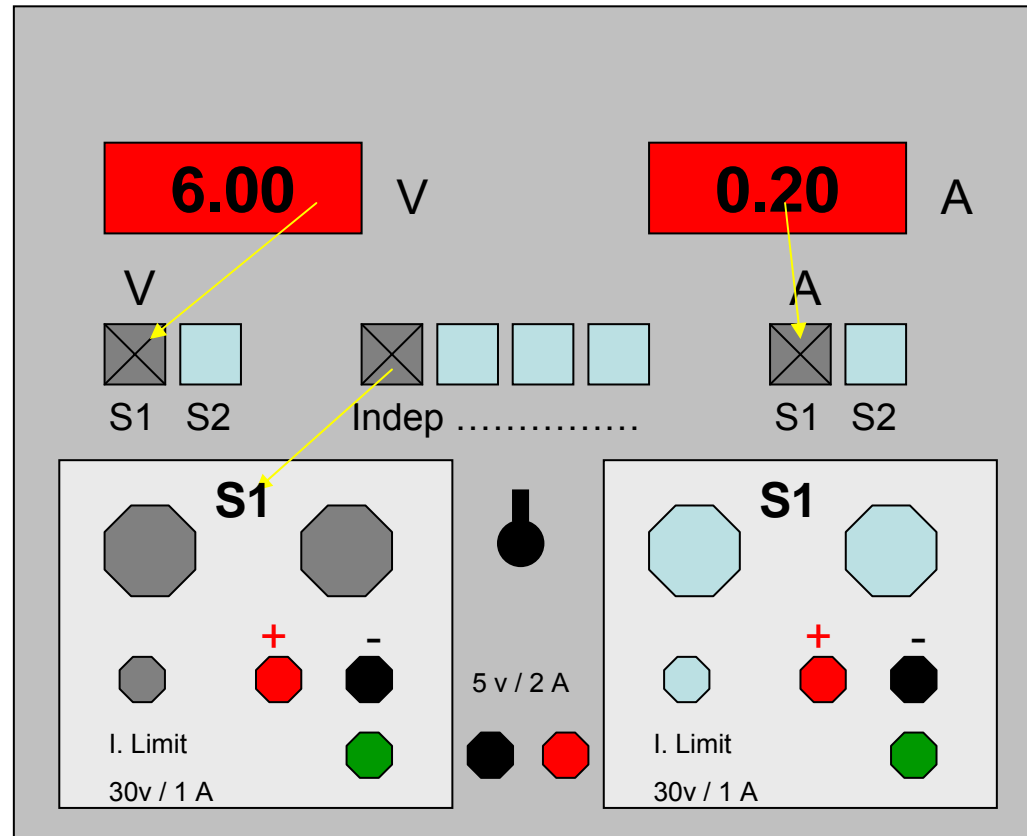 6.00 V 0.20 A
V A
S1 S2 Indep ............... S1 S2
S1 S1
+ - + -
5 v / 2 A
I. Limit I. Limit
30v / 1 A 30v / 1 A